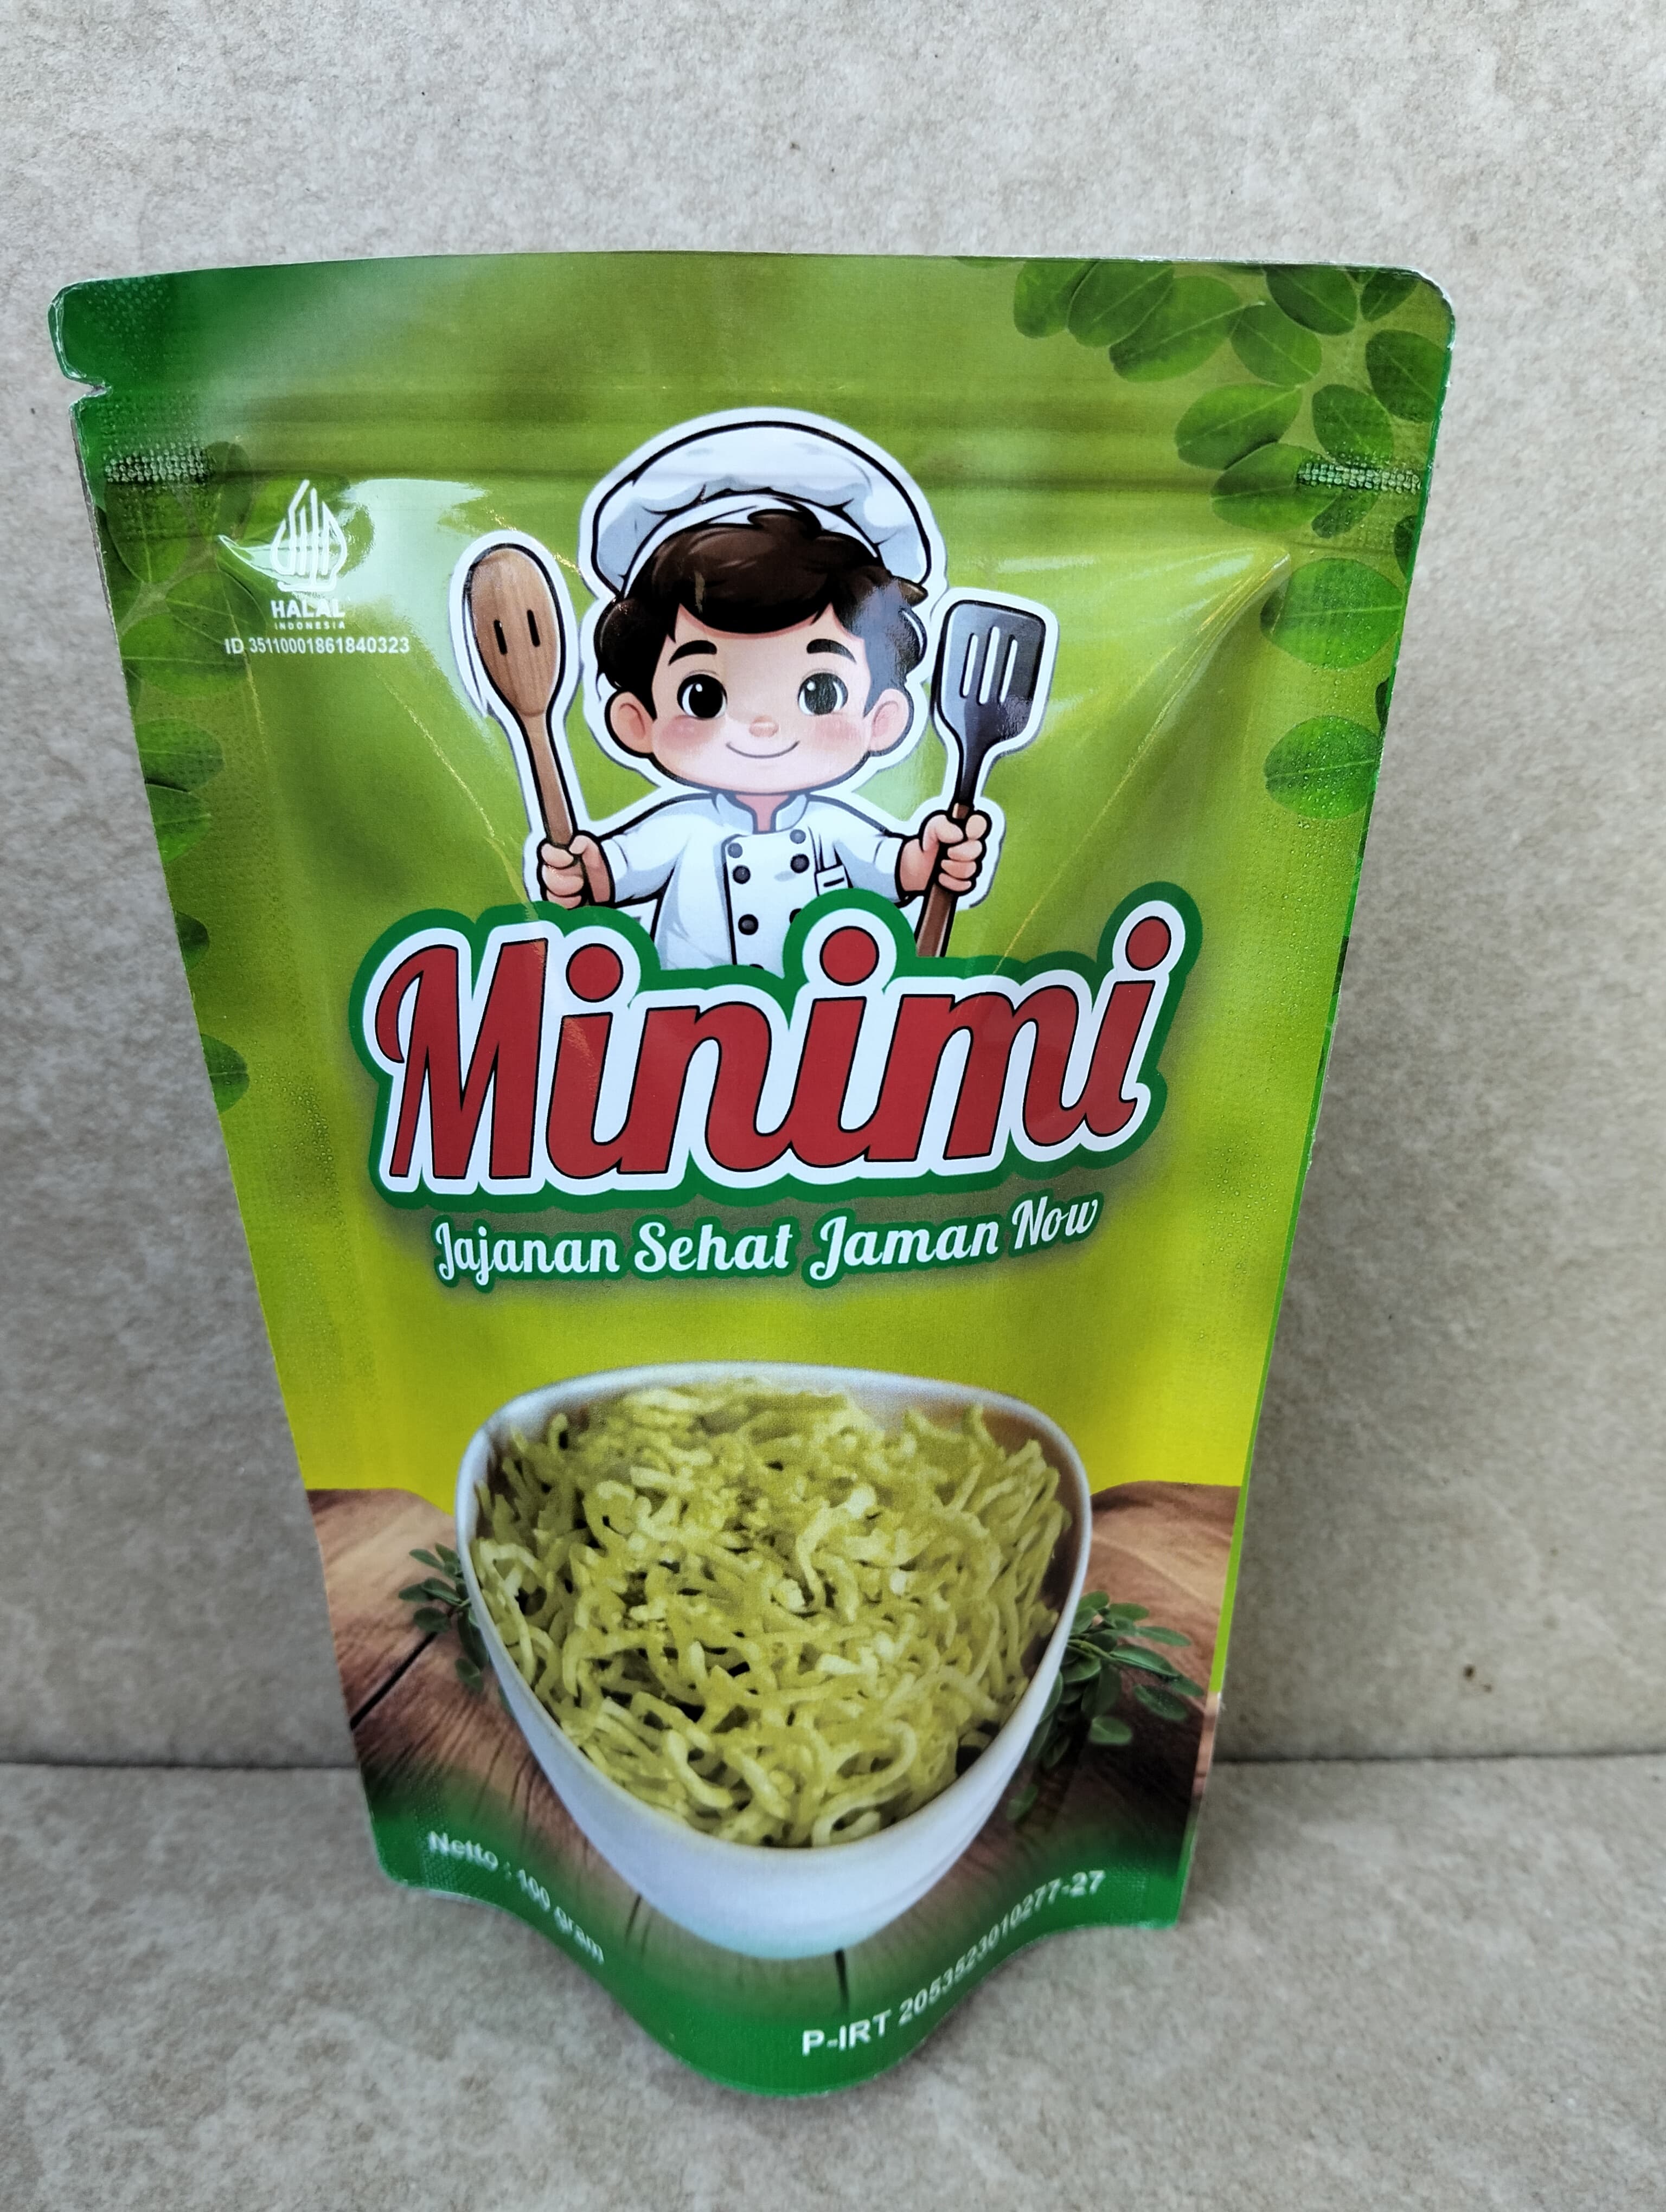 HALAL
INDONESIA
ID 35110001861840323
Minimi
Jajanan Sehat Jaman Now
Netto : 100 gram
P-IRT 2053523010277-27